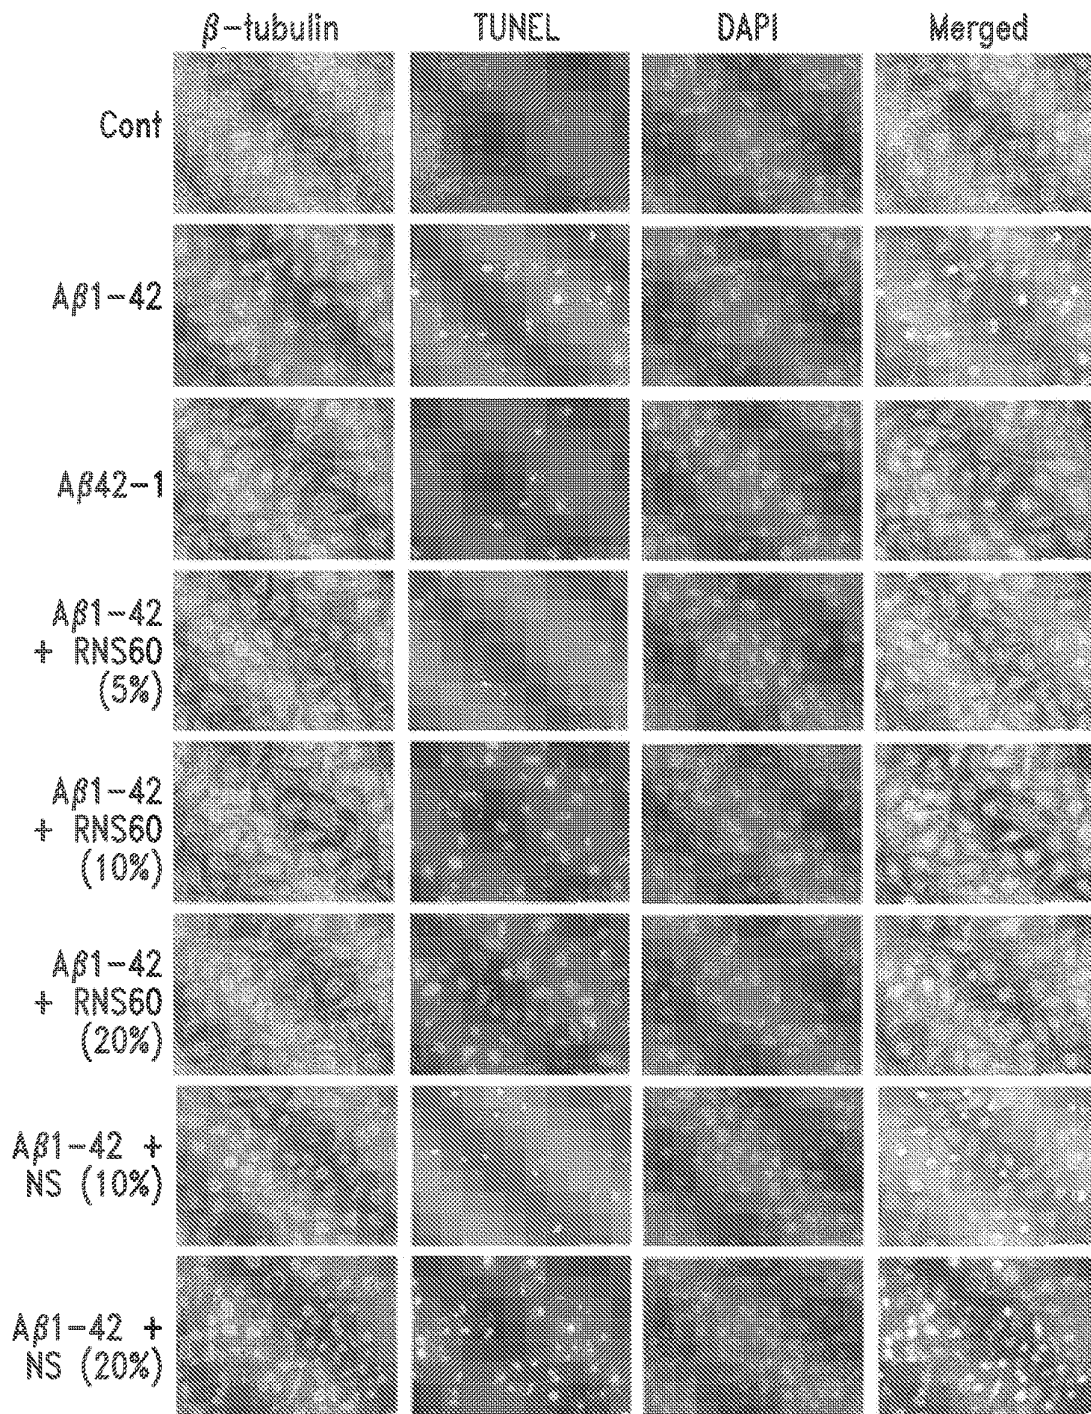 β-tubulin TUNEL DAPI Merged
Cont
Aβ1-42
Aβ42-1
Aβ1-42
+ RNS60
(5%)
Aβ1-42
+ RNS60
(10%)
Aβ1-42
+ RNS60
(20%)
Aβ1-42 +
NS (10%)
Aβ1-42 +
NS (20%)